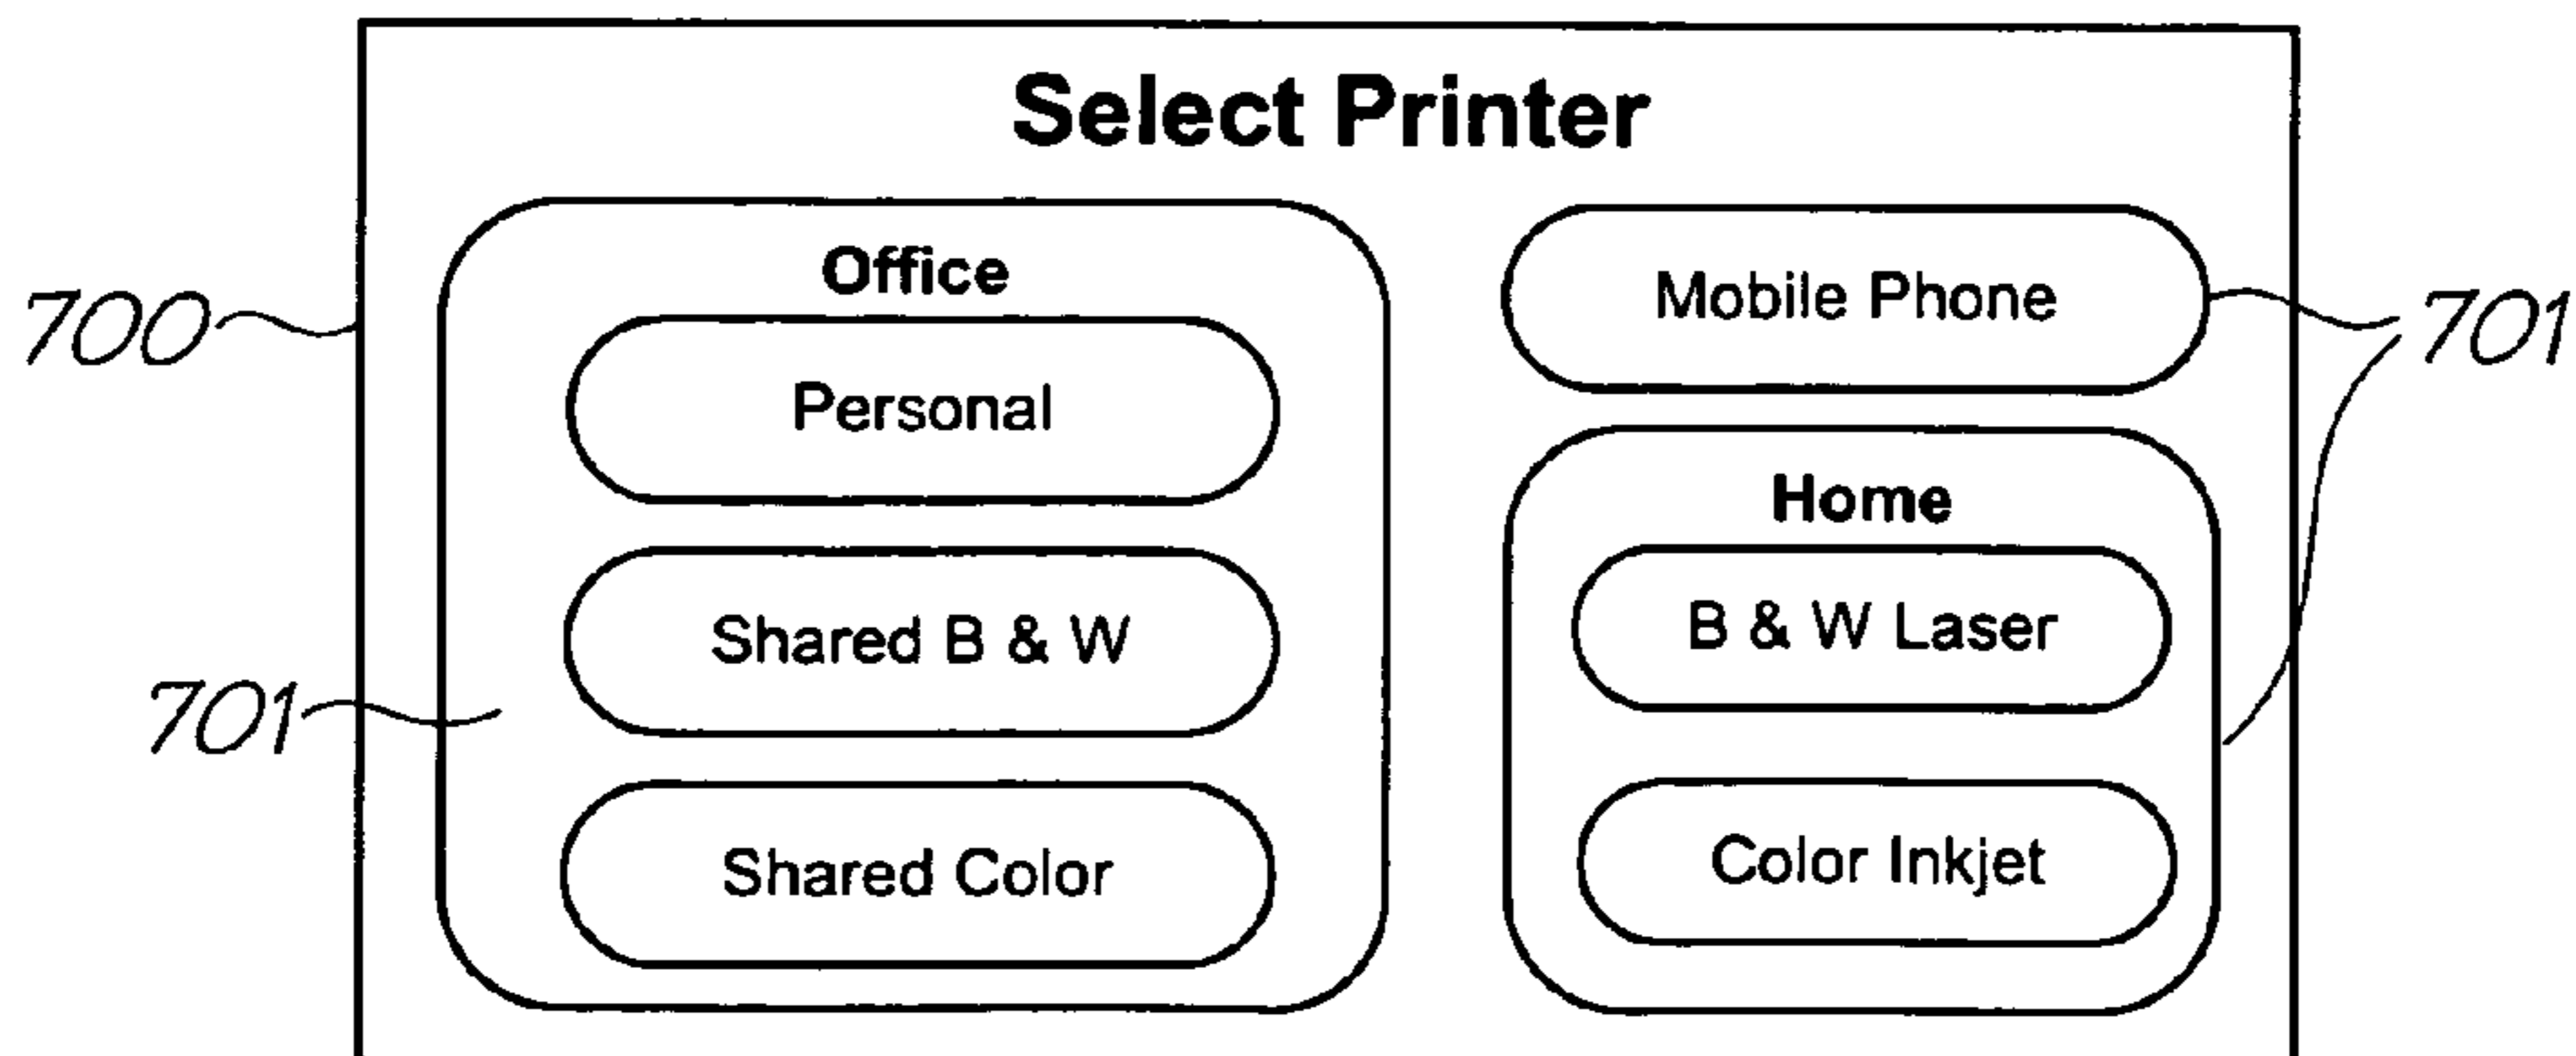 Select Printer
Office
Personal
Shared B & W
Shared Color
Mobile Phone
Home
B & W Laser
Color Inkjet
700
701
701